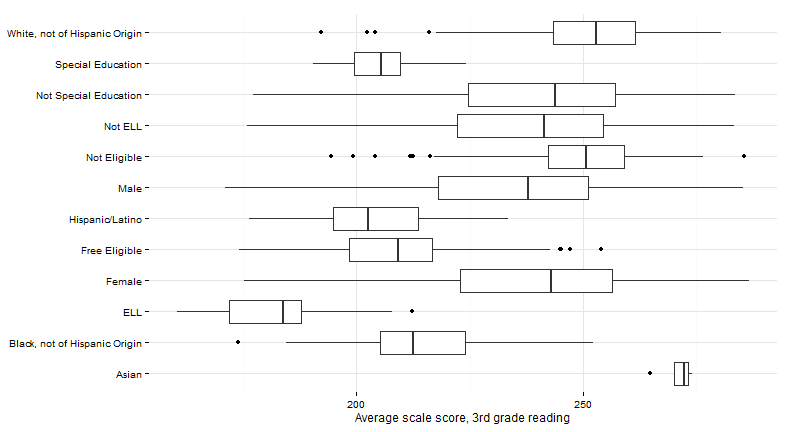 White, not of Hispanic Origin
Special Education
Not Special Education
Not ELL
Not Eligible
Male
Hispanic/Latino
Free Eligible
Female
ELL
Black, not of Hispanic Origin
Asian
200 250
Average scale score, 3rd grade reading